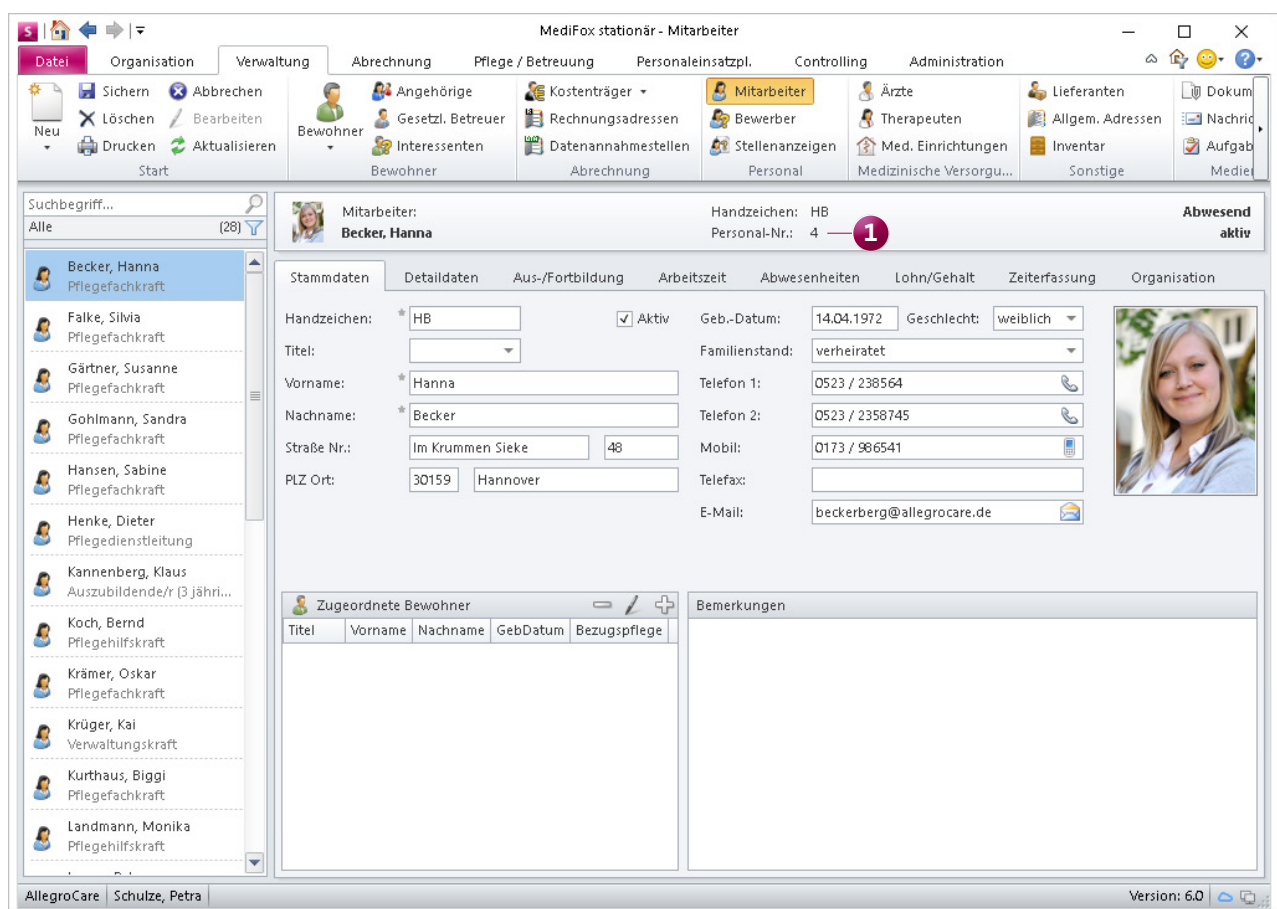 S
MediFox stationär - Mitarbeiter
Datei Organisation Verwaltung Abrechnung Pflege / Betreuung Personaleinsatzpl. Controlling Administration
Neu
Sichern Abbrechen
Löschen Bearbeiten
Drucken Aktualisieren
Start
Bewohner
Angehörige
Gesetzl. Betreuer
Interessenten
Bewohner
Kostenträger
Rechnungsadressen
Datenannahmestellen
Abrechnung
Mitarbeiter
Bewerber
Stellenanzeigen
Personal
Ärzte
Therapeuten
Med. Einrichtungen
Medizinische Versorgu...
Lieferanten
Allgem. Adressen
Inventar
Sonstige
Dokum
Nachric
Aufgab
Medien
Suchbegriff...
Alle (28)
Becker, Hanna
Pflegefachkraft
Falke, Silvia
Pflegefachkraft
Gärtner, Susanne
Pflegefachkraft
Gohlmann, Sandra
Pflegefachkraft
Hansen, Sabine
Pflegefachkraft
Henke, Dieter
Pflegedienstleitung
Kannenberg, Klaus
Auszubildende/r (3 jähri...
Koch, Bernd
Pflegehilfskraft
Krämer, Oskar
Pflegefachkraft
Krüger, Kai
Verwaltungskraft
Kurthaus, Biggi
Pflegefachkraft
Landmann, Monika
Pflegehilfskraft
Mitarbeiter:
Becker, Hanna
Handzeichen: HB
Personal-Nr.: 4
1
Abwesend
aktiv
Stammdaten Detaildaten Aus-/Fortbildung Arbeitszeit Abwesenheiten Lohn/Gehalt Zeiterfassung Organisation
Handzeichen: * HB Aktiv
Titel:
Vorname: * Hanna
Nachname: * Becker
Straße Nr.: Im Krummen Sieke 48
PLZ Ort: 30159 Hannover
Geb.-Datum: 14.04.1972 Geschlecht: weiblich
Familienstand: verheiratet
Telefon 1: 0523 / 238564
Telefon 2: 0523 / 2358745
Mobil: 0173 / 986541
Telefax:
E-Mail: beckerberg@allegrocare.de
Zugeordnete Bewohner
Titel Vorname Nachname GebDatum Bezugspflege
Bemerkungen
AllegroCare Schulze, Petra Version: 6.0